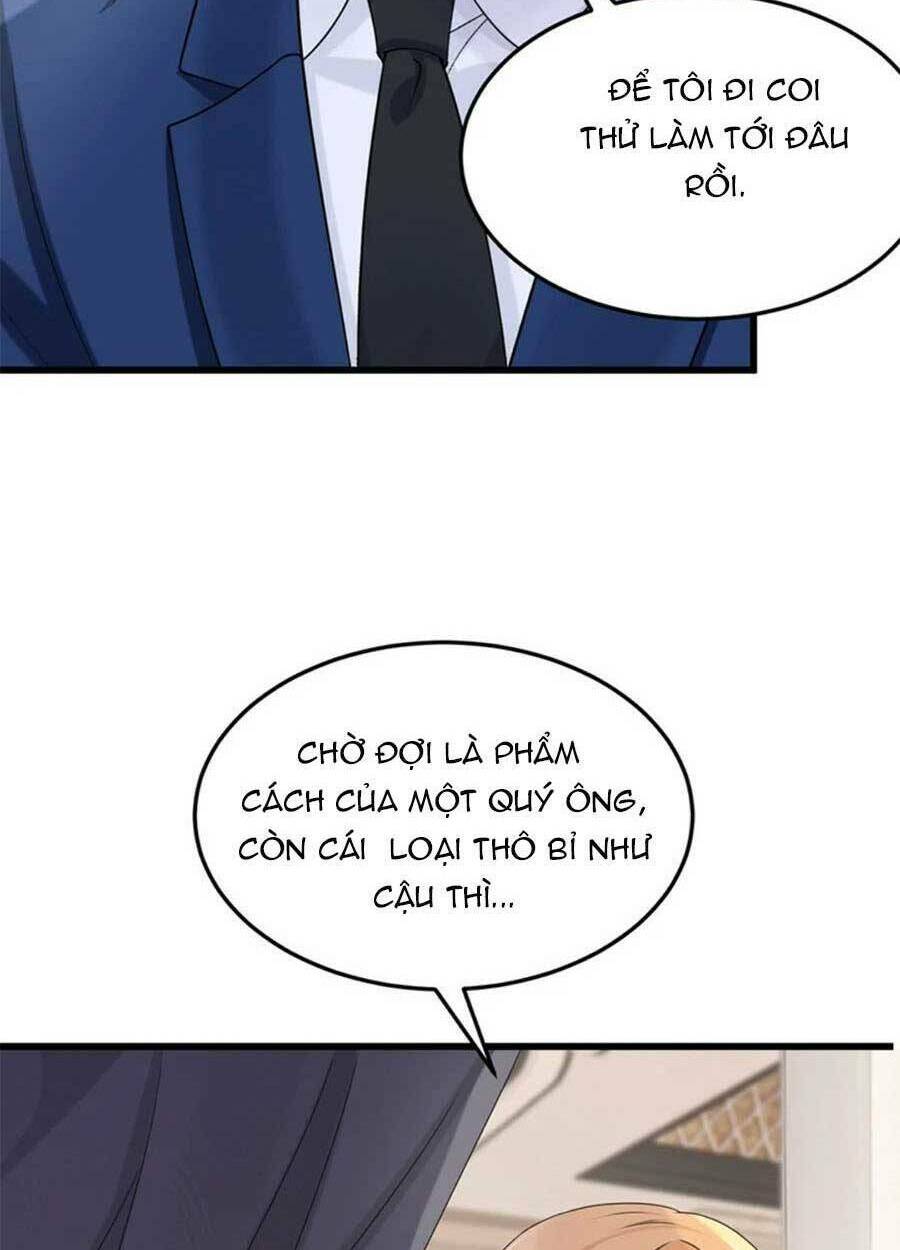 ĐỂ TÔI ĐI COI
THỬ LÀM TỚI ĐÂU
RỒI.
CHỜ ĐỢI LÀ PHẨM
CÁCH CỦA MỘT QUÝ ÔNG,
CÒN CÁI LOẠI THÔ BỈ NHƯ
CẬU THÌ...